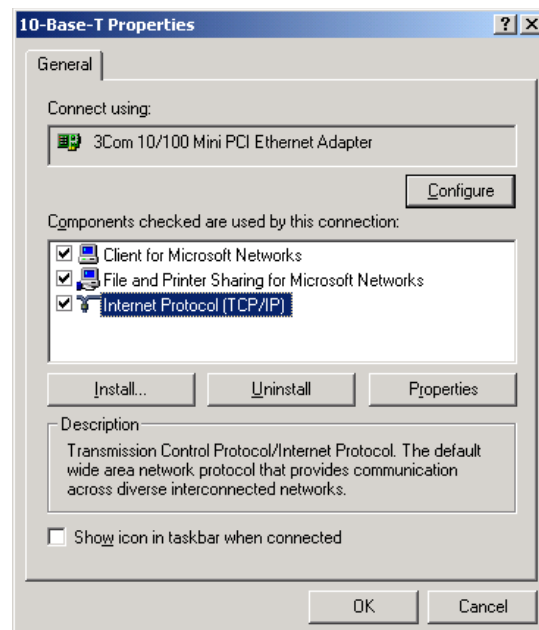 10-Base-T Properties
General
Connect using:
3Com 10/100 Mini PCI Ethernet Adapter
Configure
Components checked are used by this connection:
Client for Microsoft Networks
File and Printer Sharing for Microsoft Networks
Internet Protocol (TCP/IP)
Install... Uninstall Properties
Description
Transmission Control Protocol/Internet Protocol. The default
wide area network protocol that provides communication
across diverse interconnected networks.
Show icon in taskbar when connected
OK Cancel